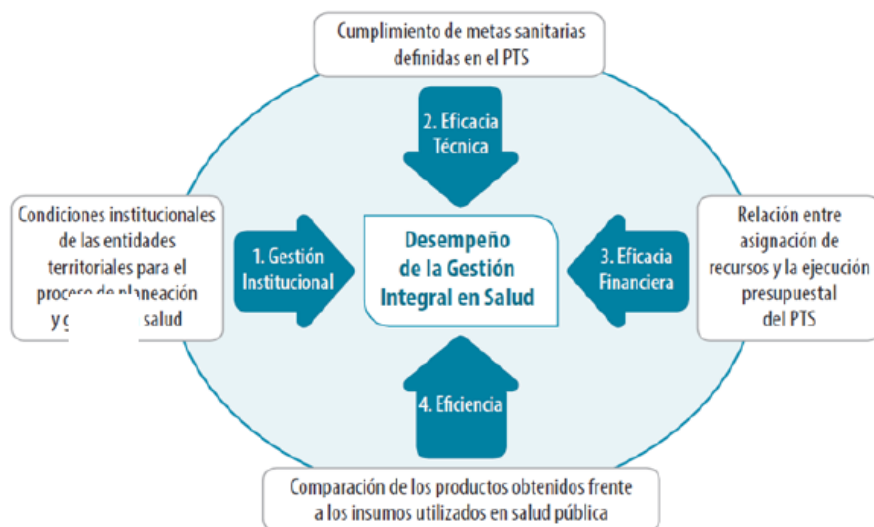 Cumplimiento de metas sanitarias
definidas en el PTS
2. Eficacia
Técnica
Condiciones institucionales
de las entidades
territoriales para el
proceso de planeación
y salud
1. Gestión
Institucional
Desempeño
de la Gestión
Integral en Salud
3. Eficacia
Financiera
Relación entre
asignación de
recursos y la ejecución
presupuestal
del PTS
4. Eficiencia
Comparación de los productos obtenidos frente
a los insumos utilizados en salud pública